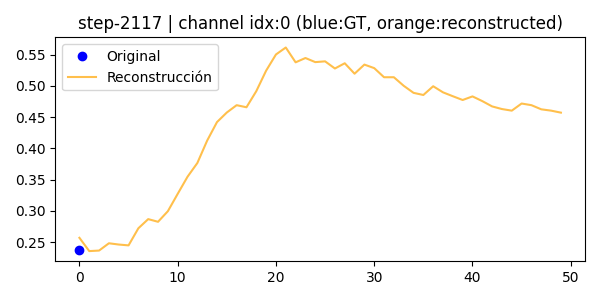 step-2117 | channel idx:0 (blue:GT, orange:reconstructed)
Original
Reconstrucción
0.55
0.50
0.45
0.40
0.35
0.30
0.25
0 10 20 30 40 50